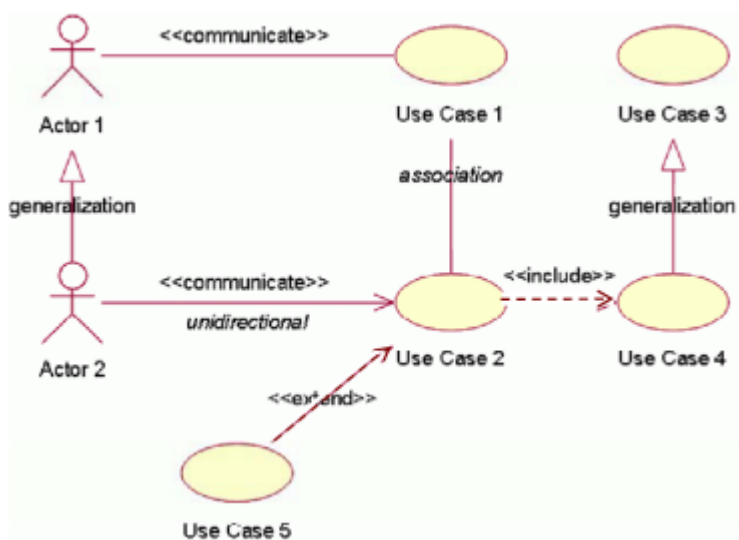 <<communicate>>
Actor 1
Use Case 1
Use Case 3
association
generalization
generalization
<<communicate>>
unidirectional
<<include>>
Actor 2
Use Case 2
Use Case 4
<<extend>>
Use Case 5